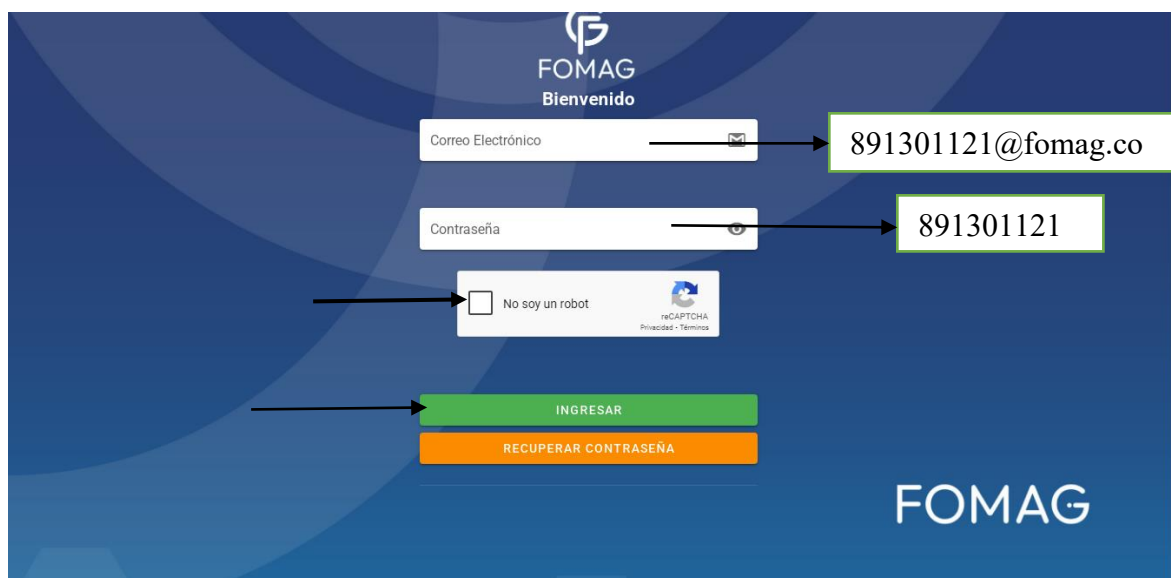 FOMAG
Bienvenido
Correo Electrónico
891301121@fomag.co
Contraseña
891301121
No soy un robot
reCAPTCHA
Privacidad - Términos
INGRESAR
RECUPERAR CONTRASEÑA
FOMAG